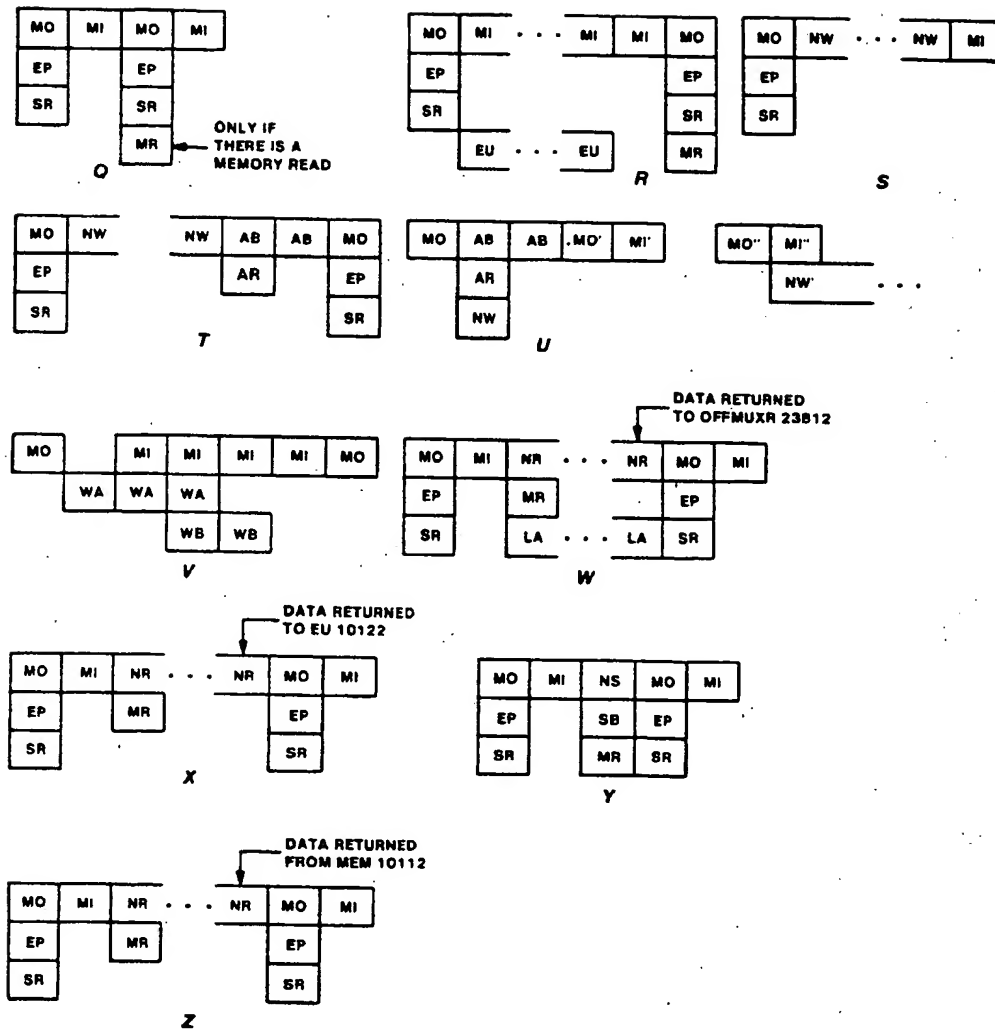 MO MI MO MI
EP EP
SR SR
MR
ONLY IF
THERE IS A
MEMORY READ
Q
MO MI . . . MI MI MO
EP EP
SR SR
EU . . . EU MR
R
MO NW . . . NW MI
EP
SR
S
MO NW NW AB AB MO
EP AR EP
SR SR
T
MO AB AB .MO' MI'
AR
NW
U
MO" MI"
NW' . . .
MO MI MI MI MI MO
WA WA WA
WB WB
V
DATA RETURNED
TO OFFMUXR 23812
MO MI NR . . . NR MO MI
EP MR EP
SR LA . . . LA SR
W
DATA RETURNED
TO EU 10122
MO MI NR . . . NR MO MI
EP MR EP
SR SR
X
MO MI NS MO MI
EP SB EP
SR MR SR
Y
DATA RETURNED
FROM MEM 10112
MO MI NR . . . NR MO MI
EP MR EP
SR SR
Z